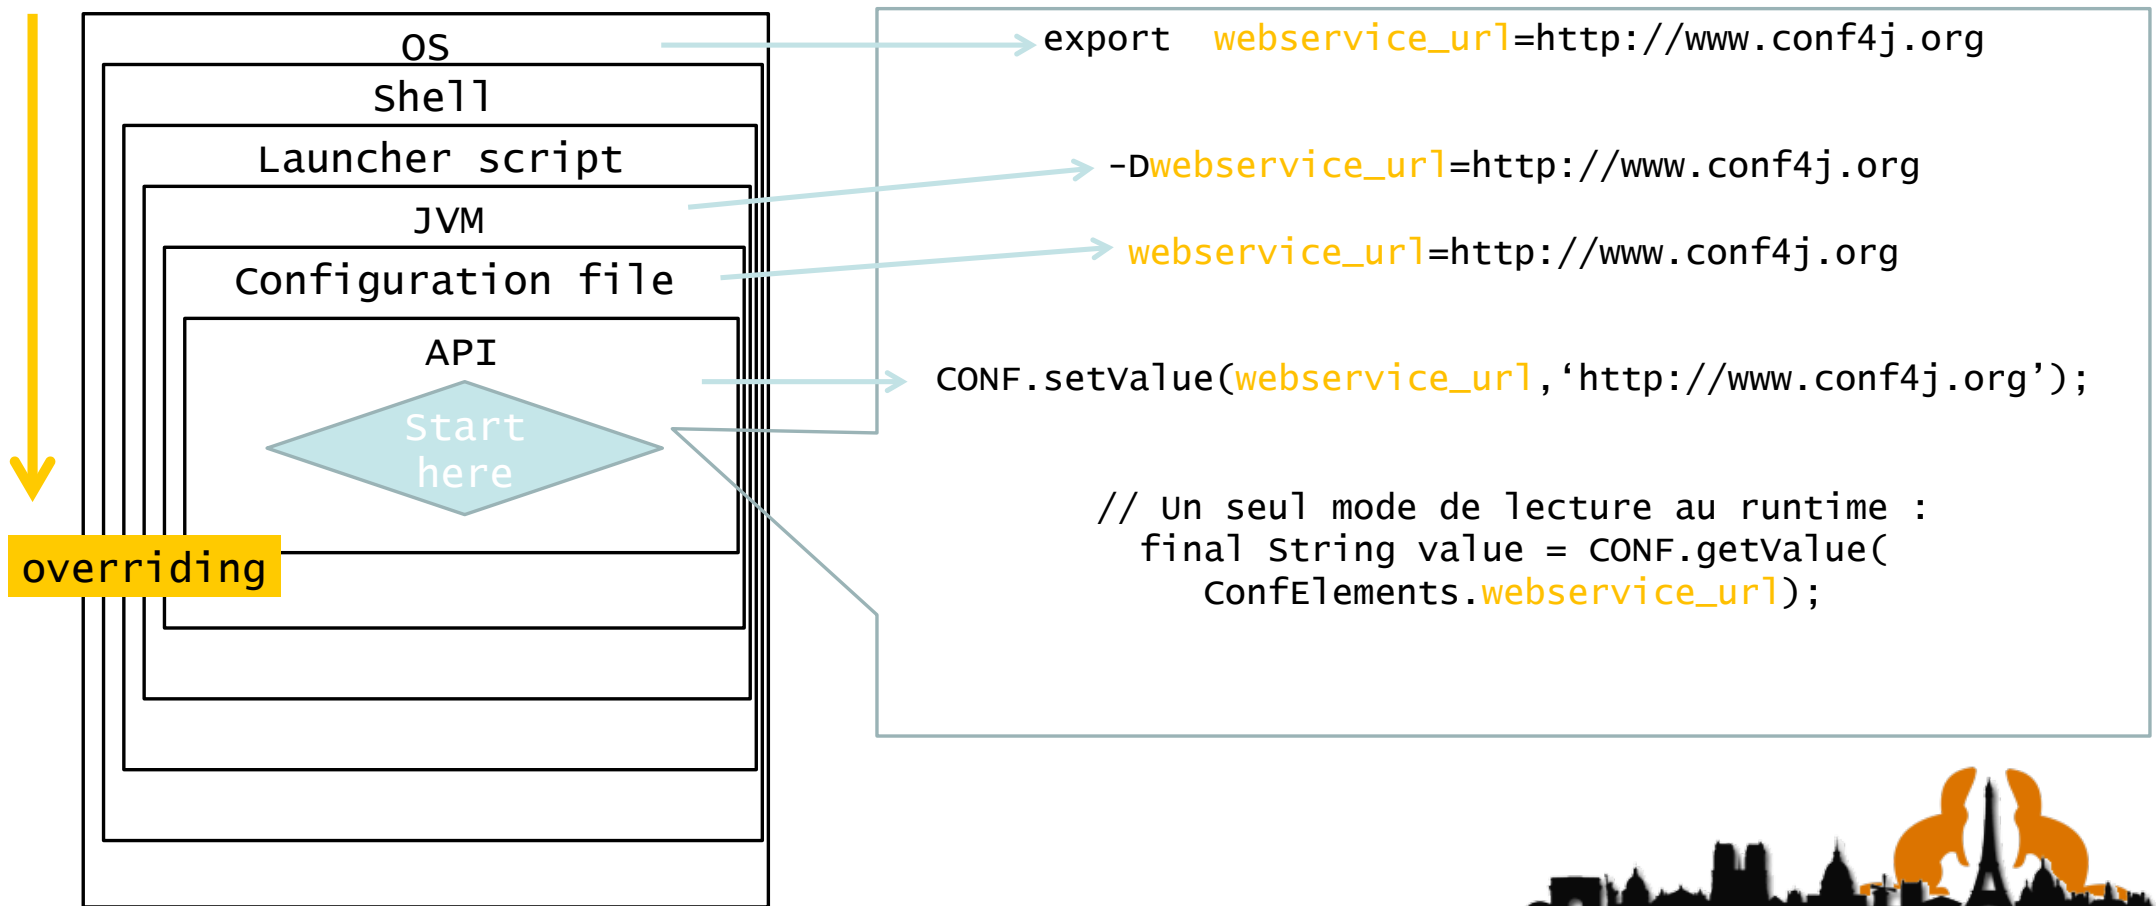 OS
Shell
Launcher script
JVM
Configuration file
API
Start
here
overriding
export webservice_url=http://www.conf4j.org
-Dwebservice_url=http://www.conf4j.org
webservice_url=http://www.conf4j.org
CONF.setValue(webservice_url,‘http://www.conf4j.org’);
// Un seul mode de lecture au runtime :
final String value = CONF.getValue(
ConfElements.webservice_url);